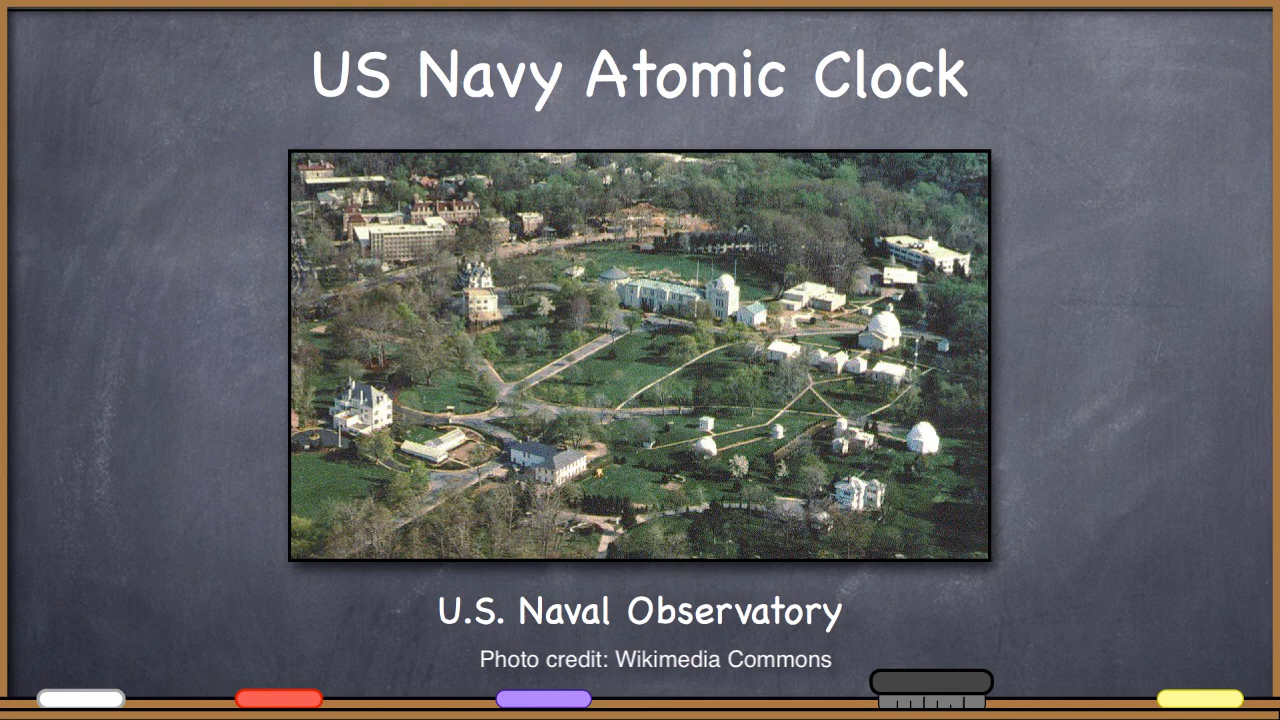 US Navy Atomic Clock
U.S. Naval Observatory
Photo credit: Wikimedia Commons